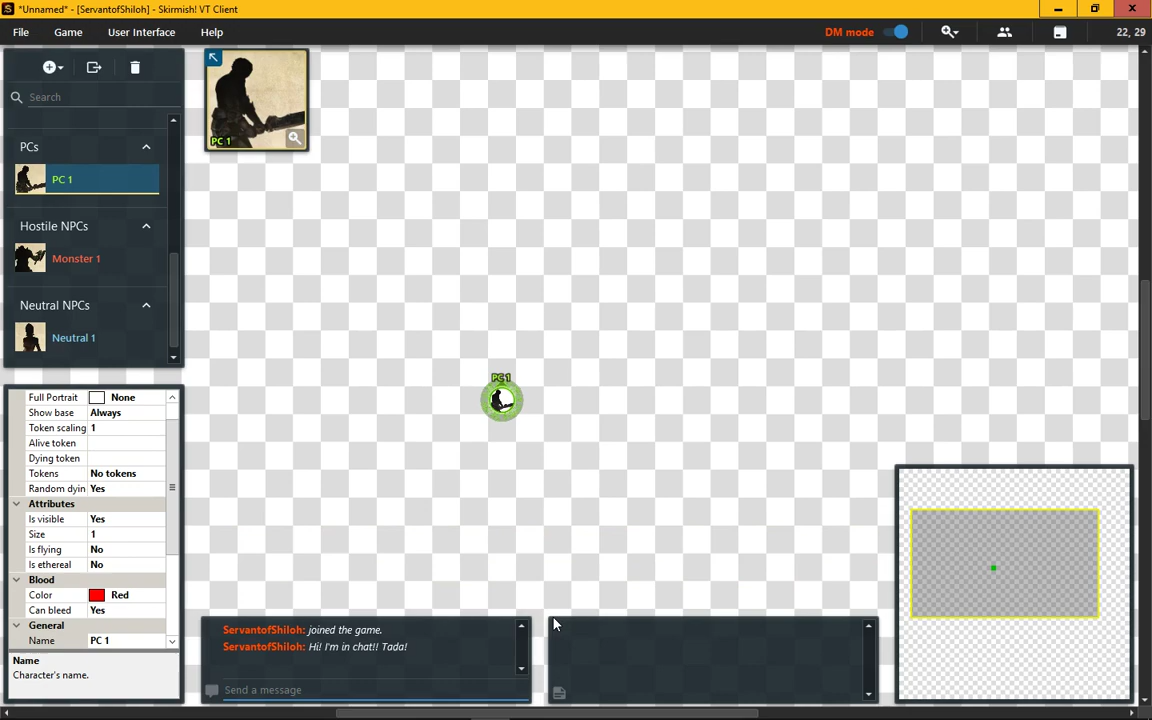 *Unnamed* - [ServantofShiloh] - Skirmish! VT Client
File Game User Interface Help DM mode 22, 29
Search
PCs
PC 1
Hostile NPCs
Monster 1
Neutral NPCs
Neutral 1
PC 1
PC 1
Full Portrait None
Show base Always
Token scaling 1
Alive token
Dying token
Tokens No tokens
Random dyin Yes
Attributes
Is visible Yes
Size 1
Is flying No
Is ethereal No
Blood
Color Red
Can bleed Yes
General
Name PC 1
Name
Character's name.
ServantofShiloh: joined the game.
ServantofShiloh: Hi! I'm in chat!! Tada!
Send a message